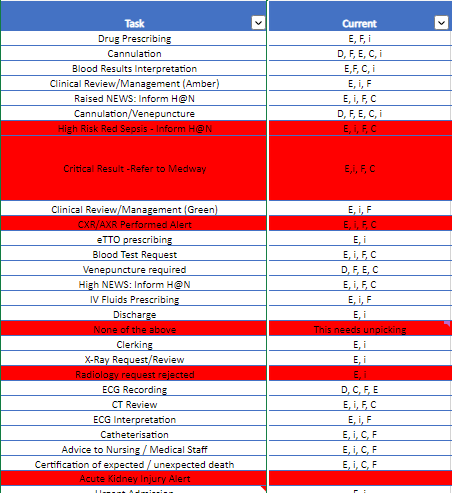 Task Current
Drug Prescribing E, F, i
Cannulation D, F, E, C, i
Blood Results Interpretation E,F, C, i
Clinical Review/Management (Amber) E, i, F
Raised NEWS: Inform H@N E, i, F, C
Cannulation/Venepuncture D, F, E, C, i
High Risk Red Sepsis - Inform H@N E, i, F, C
Critical Result -Refer to Medway E,i, F, C
Clinical Review/Management (Green) E, i, F
CXR/AXR Performed Alert E, i, F, C
eTTO prescribing E, i
Blood Test Request E, i, F, C
Venepuncture required D, F, E, C
High NEWS: Inform H@N E, i, F, C
IV Fluids Prescribing E, i, F
Discharge E, i
None of the above This needs unpicking
Clerking E, i
X-Ray Request/Review E, i
Radiology request rejected E, i
ECG Recording D, C, F, E
CT Review E, i, F, C
ECG Interpretation E, i, F
Catheterisation E, i, C, F
Advice to Nursing / Medical Staff E, i, C, F
Certification of expected / unexpected death E, i, C, F
Acute Kidney Injury Alert
Urgent Admission E, i